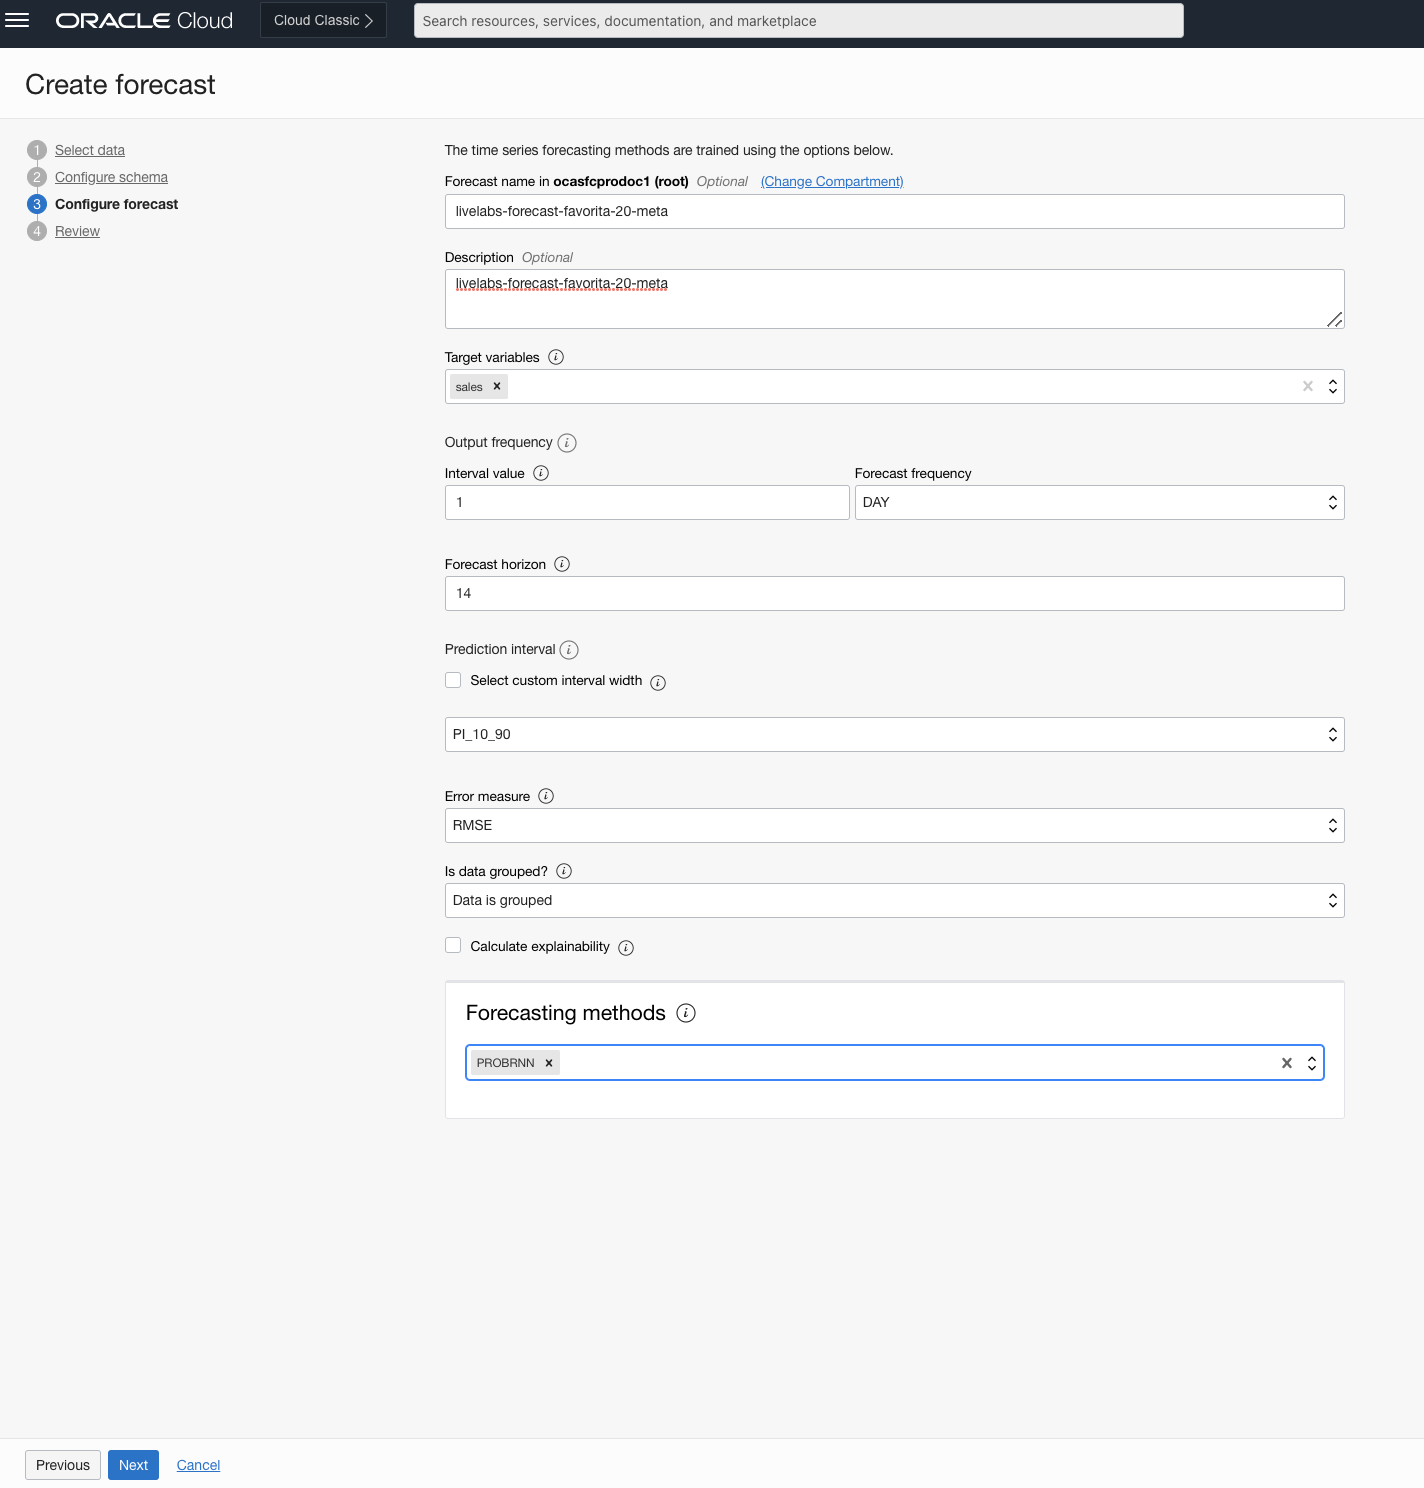 ORACLE Cloud
Cloud Classic
Search resources, services, documentation, and marketplace
Create forecast
1 Select data
2 Configure schema
3 Configure forecast
4 Review
The time series forecasting methods are trained using the options below.
Forecast name in ocasfcprodoc1 (root) Optional (Change Compartment)
livelabs-forecast-favorita-20-meta
Description Optional
livelabs-forecast-favorita-20-meta
Target variables i
sales
Output frequency i
Interval value i
Forecast frequency
1
DAY
Forecast horizon i
14
Prediction interval i
Select custom interval width i
PI_10_90
Error measure i
RMSE
Is data grouped? i
Data is grouped
Calculate explainability i
Forecasting methods i
PROBRNN
Previous
Next
Cancel